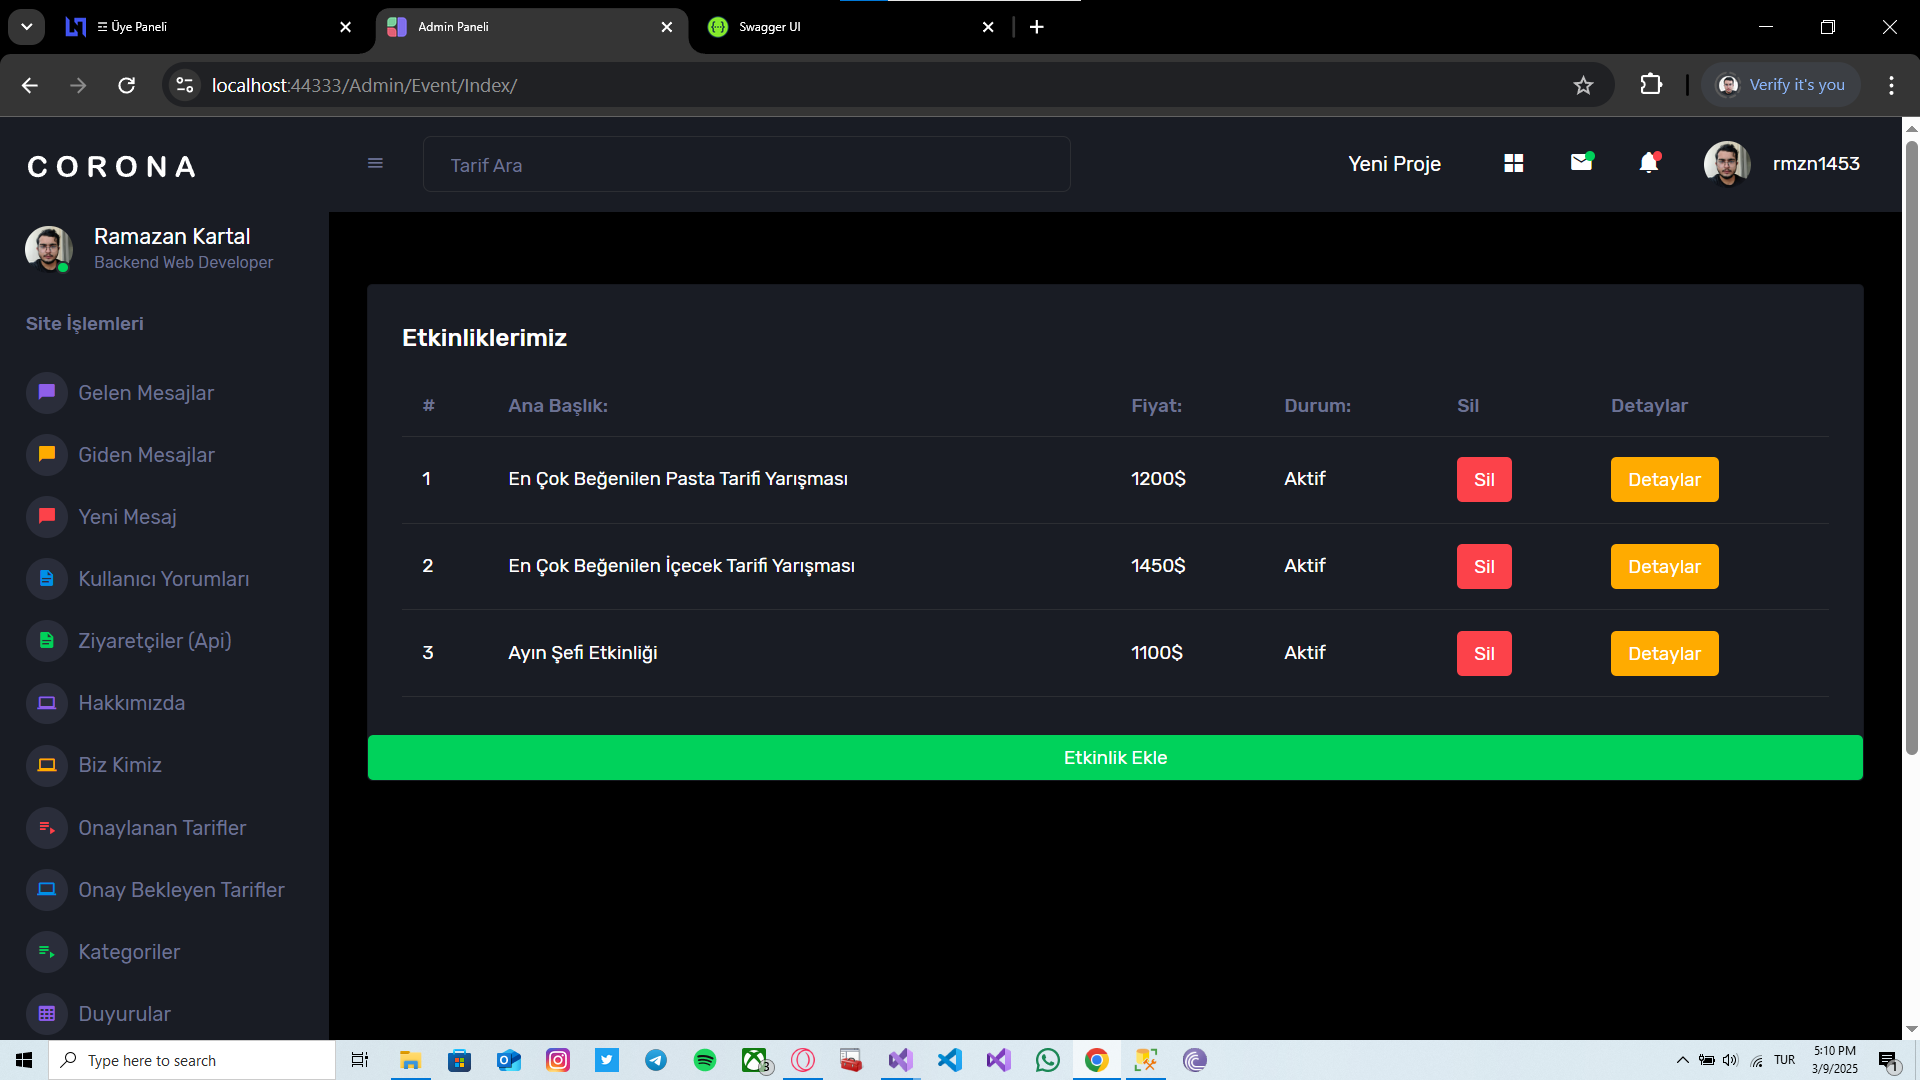 Üye Paneli
Admin Paneli
Swagger UI
localhost:44333/Admin/Event/Index/
Verify it's you
CORONA
Tarif Ara
Yeni Proje
rmzn1453
Ramazan Kartal
Backend Web Developer
Site İşlemleri
Gelen Mesajlar
Giden Mesajlar
Yeni Mesaj
Kullanıcı Yorumları
Ziyaretçiler (Api)
Hakkımızda
Biz Kimiz
Onaylanan Tarifler
Onay Bekleyen Tarifler
Kategoriler
Duyurular
Etkinliklerimiz
# Ana Başlık: Fiyat: Durum: Sil Detaylar
1 En Çok Beğenilen Pasta Tarifi Yarışması 1200$ Aktif Sil Detaylar
2 En Çok Beğenilen İçecek Tarifi Yarışması 1450$ Aktif Sil Detaylar
3 Ayın Şefi Etkinliği 1100$ Aktif Sil Detaylar
Etkinlik Ekle
Type here to search
3
TUR
5:10 PM
3/9/2025
1